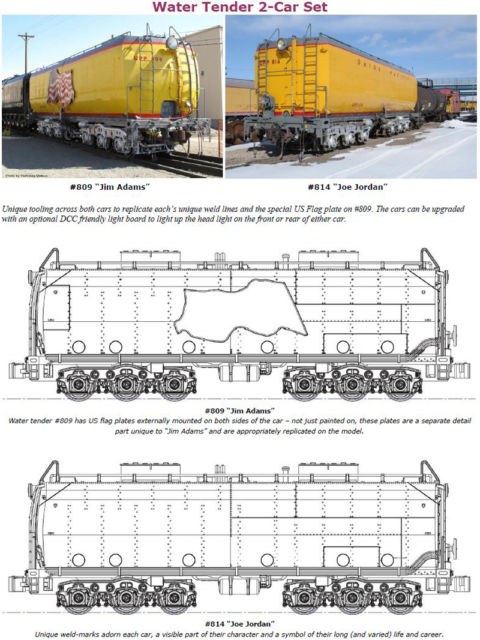 Water Tender 2-Car Set
UPP 809
UPP 814
UNION PACIFIC
#809 “Jim Adams”
#814 “Joe Jordan”
Unique tooling across both cars to replicate each’s unique weld lines and the special US Flag plate on #809. The cars can be upgraded
with an optional DCC friendly light board to light up the head light on the front or rear of either car.
#809 “Jim Adams”
Water tender #809 has US flag plates externally mounted on both sides of the car – not just painted on, these plates are a separate detail
part unique to “Jim Adams” and are appropriately replicated on the model.
#814 “Joe Jordan”
Unique weld-marks adorn each car, a visible part of their character and a symbol of their long (and varied) life and career.